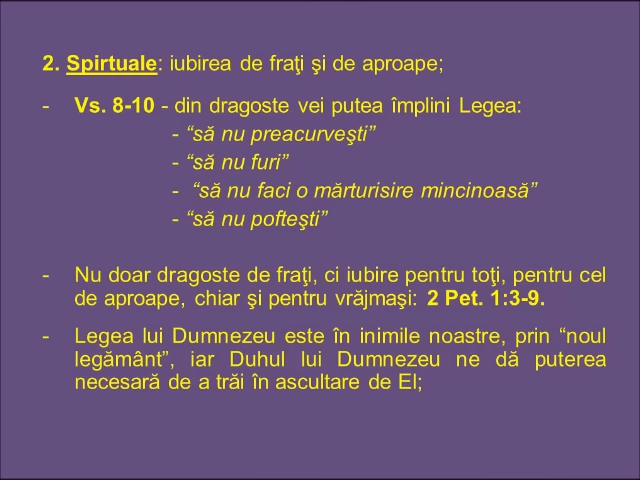 2. Spirtuale: iubirea de fraţi şi de aproape;
- Vs. 8-10 - din dragoste vei putea împlini Legea:
- “să nu preacurveşti”
- “să nu furi”
- “să nu faci o mărturisire mincinoasă”
- “să nu pofteşti”
- Nu doar dragoste de fraţi, ci iubire pentru toţi, pentru cel
de aproape, chiar şi pentru vrăjmaşi: 2 Pet. 1:3-9.
- Legea lui Dumnezeu este în inimile noastre, prin “noul
legământ”, iar Duhul lui Dumnezeu ne dă puterea
necesară de a trăi în ascultare de El;